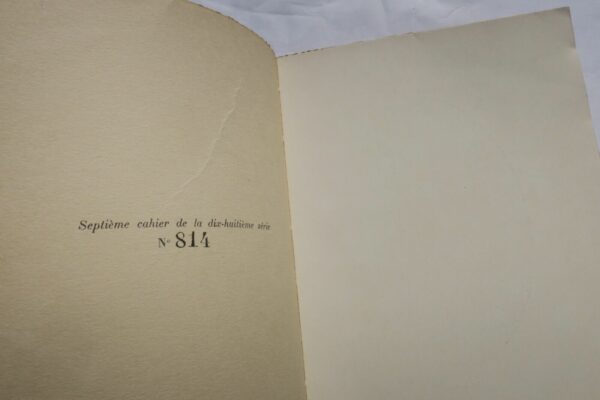 Septième cahier de la dix-huitième série
N° 814